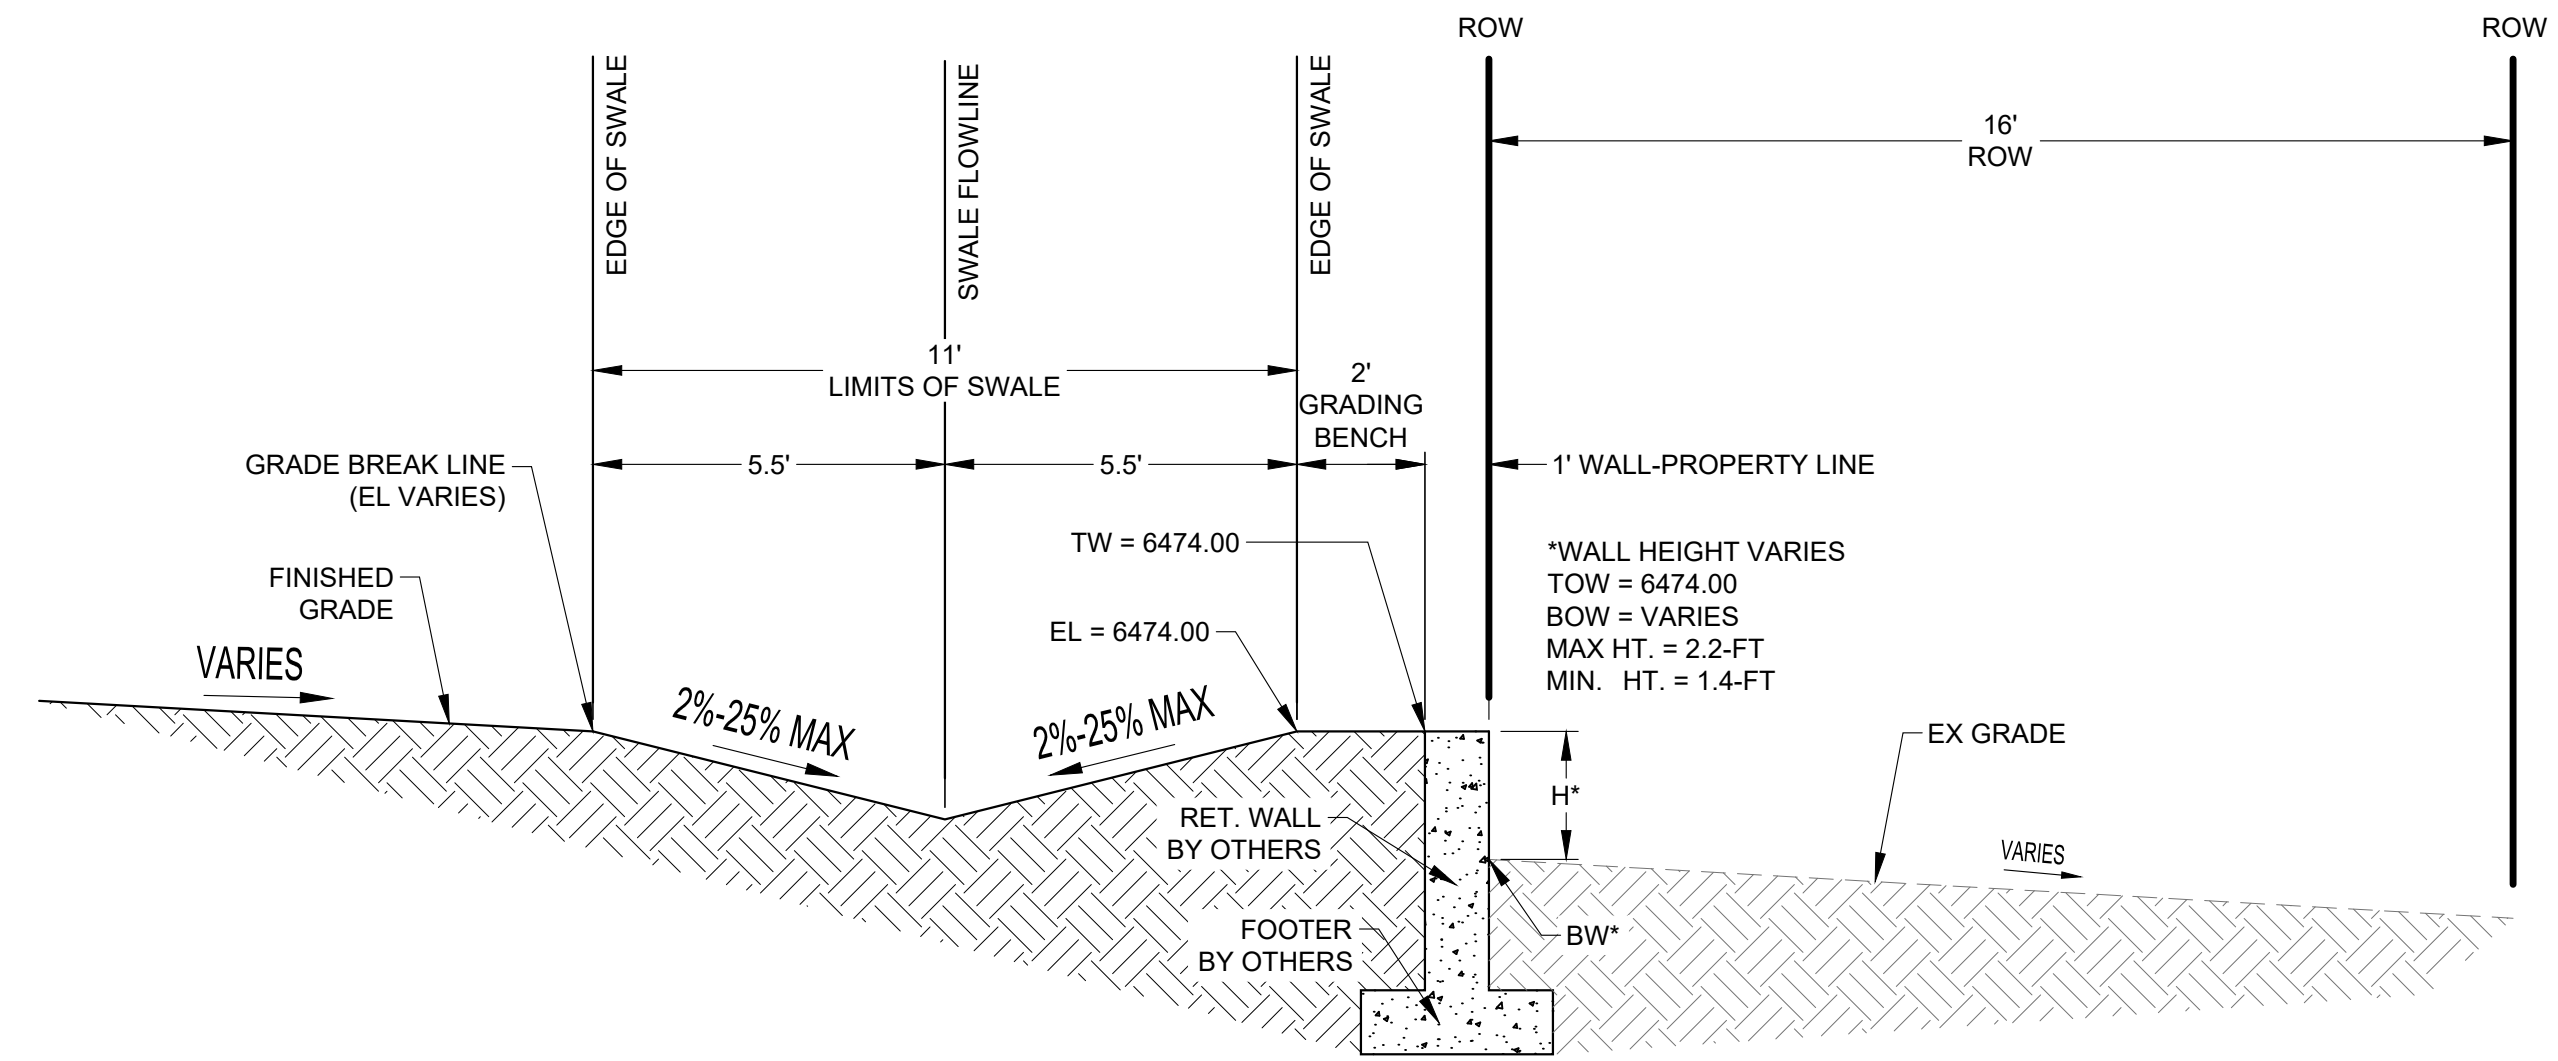 ROW
ROW
EDGE OF SWALE
SWALE FLOWLINE
EDGE OF SWALE
16'
ROW
11'
LIMITS OF SWALE
2'
GRADING
BENCH
GRADE BREAK LINE
(EL VARIES)
5.5'
5.5'
1' WALL-PROPERTY LINE
TW = 6474.00
*WALL HEIGHT VARIES
TOW = 6474.00
BOW = VARIES
MAX HT. = 2.2-FT
MIN. HT. = 1.4-FT
FINISHED
GRADE
EL = 6474.00
VARIES
2%-25% MAX
2%-25% MAX
EX GRADE
H*
RET. WALL
BY OTHERS
VARIES
FOOTER
BY OTHERS
BW*